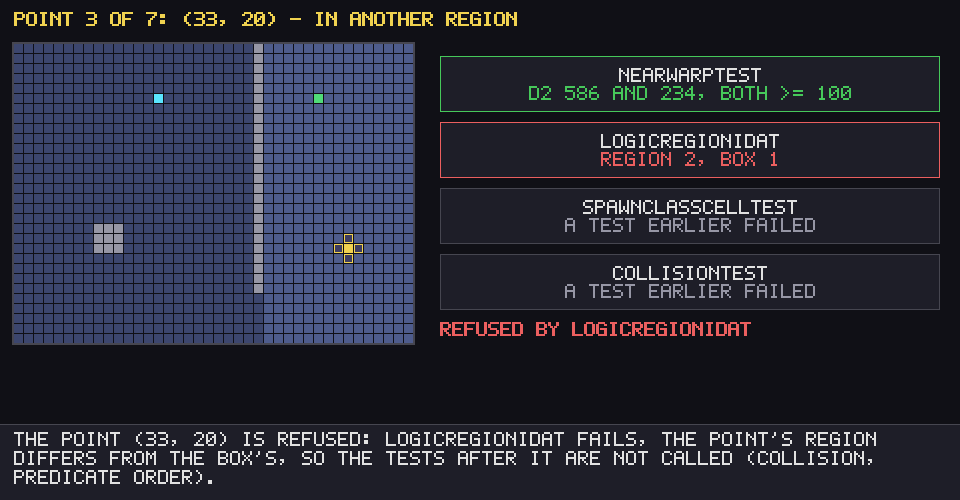 POINT 3 OF 7: (33, 20) - IN ANOTHER REGION
NEARWARPTEST
D2 586 AND 234, BOTH >= 100
LOGICREGIONIDAT
REGION 2, BOX 1
SPAWNCLASSCELLTEST
A TEST EARLIER FAILED
COLLISIONTEST
A TEST EARLIER FAILED
REFUSED BY LOGICREGIONIDAT
THE POINT (33, 20) IS REFUSED: LOGICREGIONIDAT FAILS, THE POINT'S REGION
DIFFERS FROM THE BOX'S, SO THE TESTS AFTER IT ARE NOT CALLED (COLLISION,
PREDICATE ORDER).